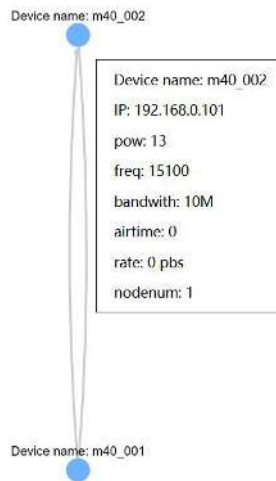 Device name: m40_002
Device name: m40_002
IP: 192.168.0.101
pow: 13
freq: 15100
bandwith: 10M
airtime: 0
rate: 0 pbs
nodenum: 1
Device name: m40_001